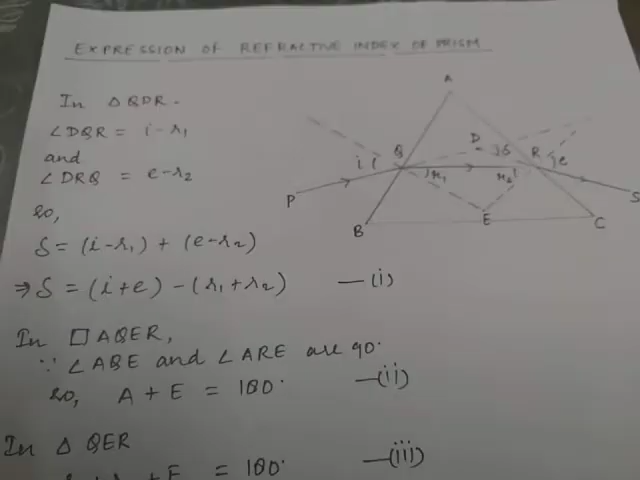 EXPRESSION OF REFRACTIVE INDEX OF PRISM
In △ QDR.
∠DQR = i - r₁
and
∠DRQ = e - r₂
so,
δ = (i - r₁) + (e - r₂)
⇒ δ = (i + e) - (r₁ + r₂) —(i)
In □ AQER,
∵ ∠AQE and ∠ARE are 90°
so, A + E = 180° —(ii)
In △ QER
+ E = 180° —(iii)
A
D
δ
i
Q
R
e
r₁
r₂
P
S
B
E
C